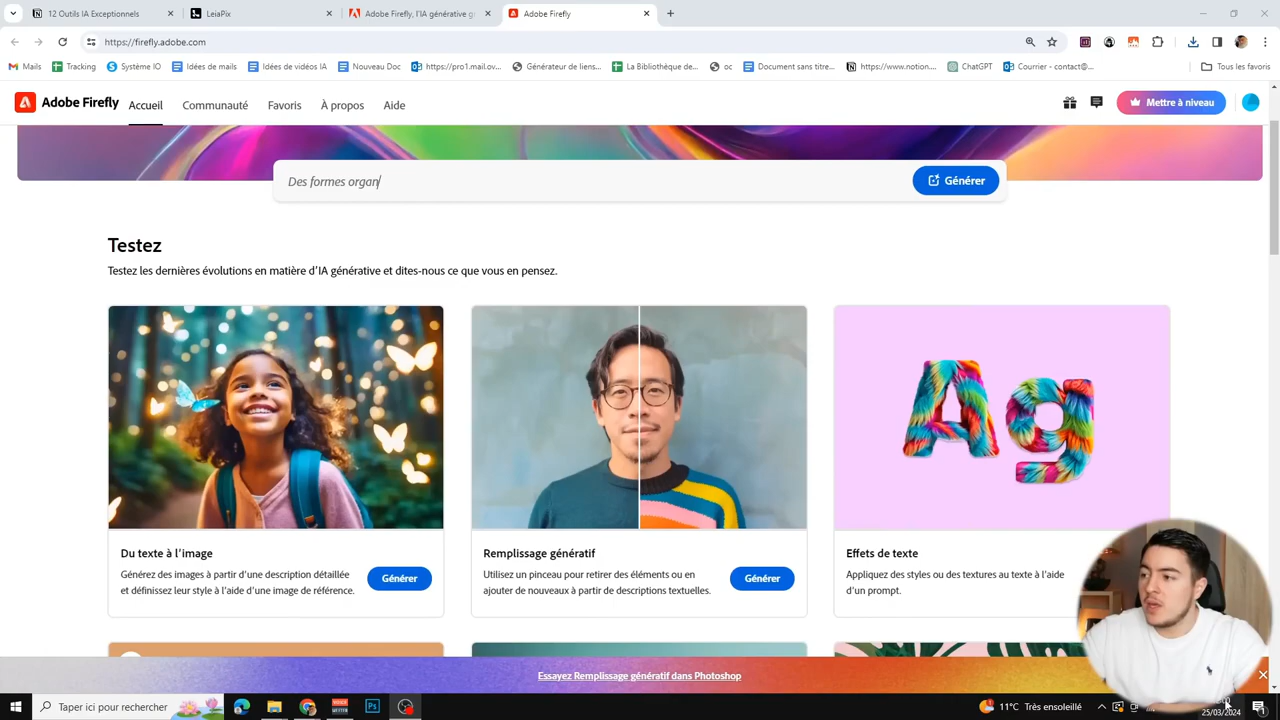 12 Outils IA Exceptionnels
LeiaPix
Adobe Firefly, l'IA générative g
Adobe Firefly
https://firefly.adobe.com
Mails
Tracking
Système IO
Idées de mails
Idées de vidéos IA
Nouveau Doc
https://pro1.mail.ov...
Générateur de liens...
La Bibliothèque de...
oc
Document sans titre...
https://www.notion....
ChatGPT
Courrier - contact@...
Tous les favoris
Adobe Firefly
Accueil
Communauté
Favoris
À propos
Aide
Mettre à niveau
Des formes organ
Générer
Testez
Testez les dernières évolutions en matière d'IA générative et dites-nous ce que vous en pensez.
Ag
Du texte à l'image
Générez des images à partir d'une description détaillée
et définissez leur style à l'aide d'une image de référence.
Générer
Remplissage génératif
Utilisez un pinceau pour retirer des éléments ou en
ajouter de nouveaux à partir de descriptions textuelles.
Générer
Effets de texte
Appliquez des styles ou des textures au texte à l'aide
d'un prompt.
Essayez Remplissage génératif dans Photoshop
Taper ici pour rechercher
Ps
11°C Très ensoleillé
25/03/2024